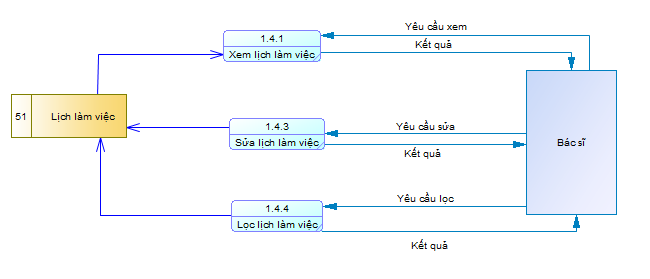 Yêu cầu xem
1.4.1
Kết quả
Xem lịch làm việc
51
Lịch làm việc
1.4.3
Yêu cầu sửa
Sửa lịch làm việc
Kết quả
Bác sĩ
1.4.4
Yêu cầu lọc
Lọc lịch làm việc
Kết quả